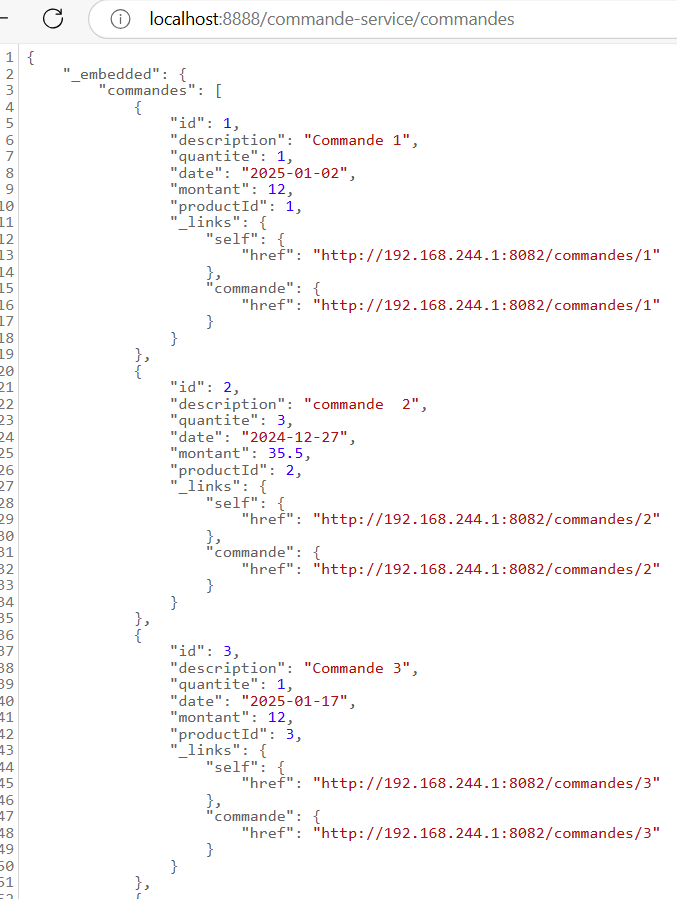 localhost:8888/commande-service/commandes
1 {
2 "_embedded": {
3 "commandes": [
4 {
5 "id": 1,
6 "description": "Commande 1",
7 "quantite": 1,
8 "date": "2025-01-02",
9 "montant": 12,
10 "productId": 1,
11 "_links": {
12 "self": {
13 "href": "http://192.168.244.1:8082/commandes/1"
14 },
15 "commande": {
16 "href": "http://192.168.244.1:8082/commandes/1"
17 }
18 }
19 },
20 {
21 "id": 2,
22 "description": "commande  2",
23 "quantite": 3,
24 "date": "2024-12-27",
25 "montant": 35.5,
26 "productId": 2,
27 "_links": {
28 "self": {
29 "href": "http://192.168.244.1:8082/commandes/2"
30 },
31 "commande": {
32 "href": "http://192.168.244.1:8082/commandes/2"
33 }
34 }
35 },
36 {
37 "id": 3,
38 "description": "Commande 3",
39 "quantite": 1,
40 "date": "2025-01-17",
41 "montant": 12,
42 "productId": 3,
43 "_links": {
44 "self": {
45 "href": "http://192.168.244.1:8082/commandes/3"
46 },
47 "commande": {
48 "href": "http://192.168.244.1:8082/commandes/3"
49 }
50 }
51 },